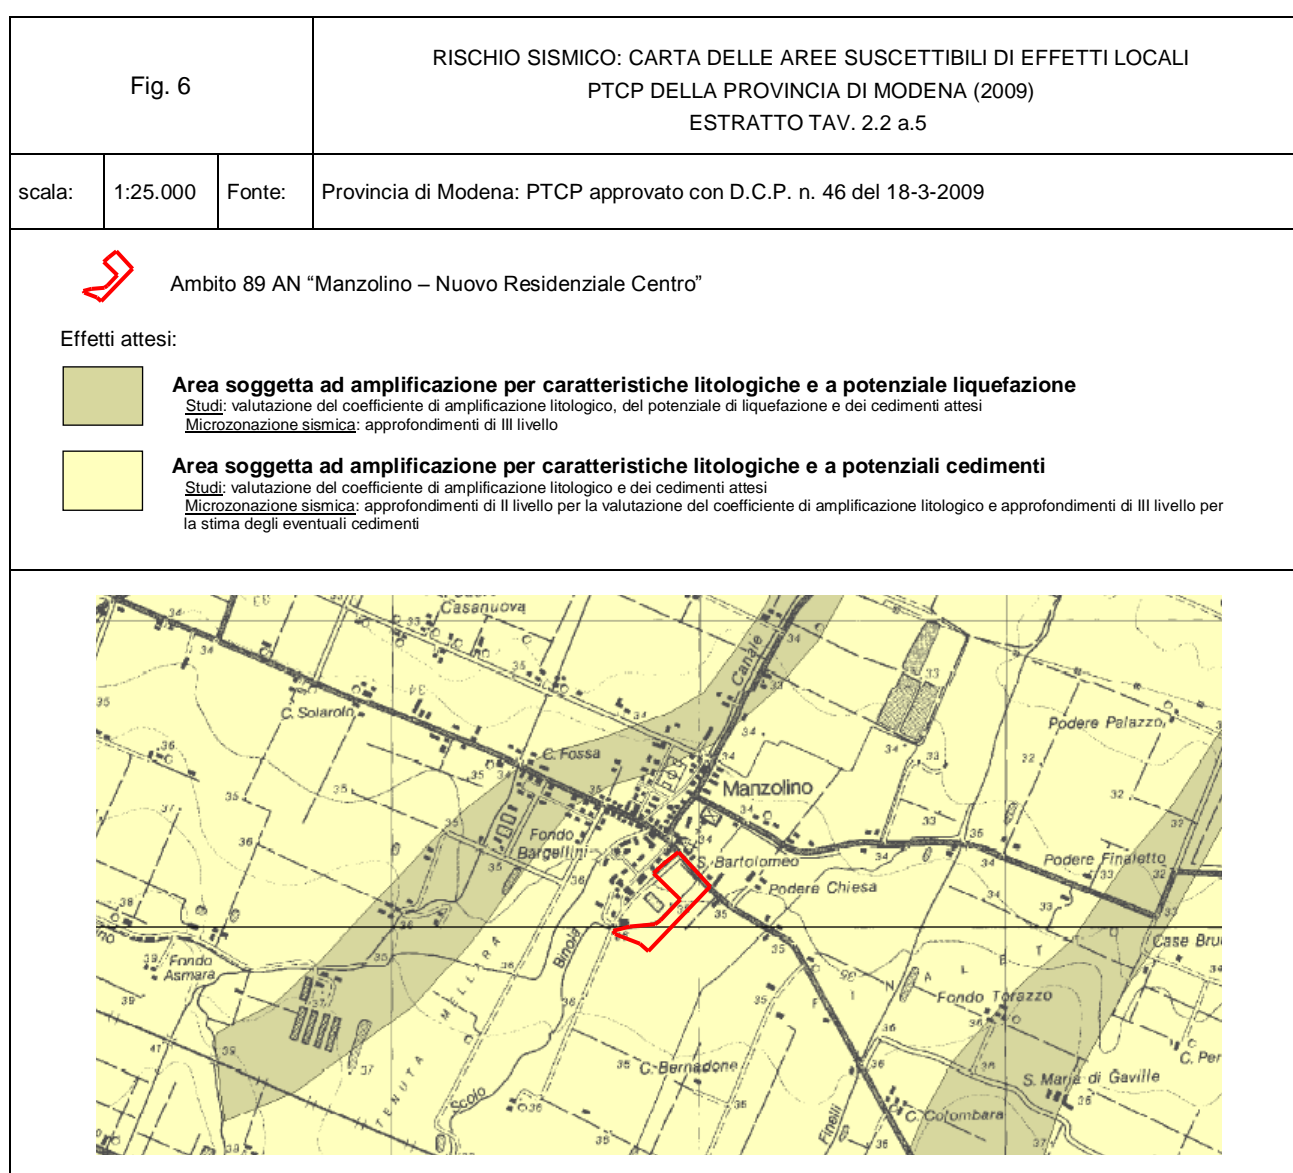 Fig. 6
RISCHIO SISMICO: CARTA DELLE AREE SUSCETTIBILI DI EFFETTI LOCALI
PTCP DELLA PROVINCIA DI MODENA (2009)
ESTRATTO TAV. 2.2 a.5
scala: 1:25.000 Fonte: Provincia di Modena: PTCP approvato con D.C.P. n. 46 del 18-3-2009
Ambito 89 AN “Manzolino – Nuovo Residenziale Centro”
Effetti attesi:
Area soggetta ad amplificazione per caratteristiche litologiche e a potenziale liquefazione
Studi: valutazione del coefficiente di amplificazione litologico, del potenziale di liquefazione e dei cedimenti attesi
Microzonazione sismica: approfondimenti di III livello
Area soggetta ad amplificazione per caratteristiche litologiche e a potenziali cedimenti
Studi: valutazione del coefficiente di amplificazione litologico e dei cedimenti attesi
Microzonazione sismica: approfondimenti di II livello per la valutazione del coefficiente di amplificazione litologico e approfondimenti di III livello per
la stima degli eventuali cedimenti
Casanuova
Canale
C. Solarolo
Podere Palazzo
C. Fossa
Manzolino
Fondo
Bargellini
S. Bartolomeo
Podere Finaletto
Podere Chiesa
Fondo
Asmara
Binola
MELLARA
FINALET
Case Bru
Fondo Torazzo
C. Bernadone
C. Per
S. Maria di Gaville
TENUTA
Scolo
Finelli
C. Colombara